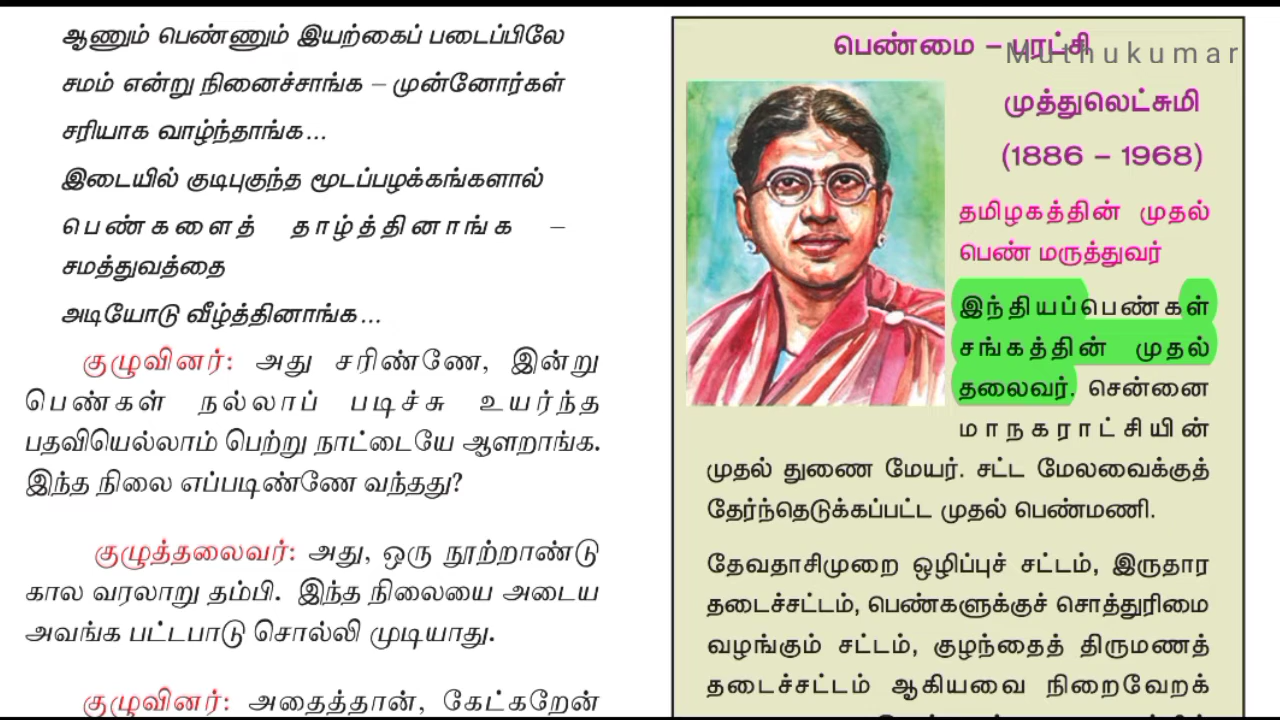 ஆணும் பெண்ணும் இயற்கைப் படைப்பிலே
சமம் என்று நினைச்சாங்க – முன்னோர்கள்
சரியாக வாழ்ந்தாங்க...
இடையில் குடிபுகுந்த மூடப்பழக்கங்களால்
பெண்களைத் தாழ்த்தினாங்க –
சமத்துவத்தை
அடியோடு வீழ்த்தினாங்க...
குழுவினர்: அது சரிண்ணே, இன்று
பெண்கள் நல்லாப் படிச்சு உயர்ந்த
பதவியெல்லாம் பெற்று நாட்டையே ஆளறாங்க.
இந்த நிலை எப்படிண்ணே வந்தது?
குழுத்தலைவர்: அது, ஒரு நூற்றாண்டு
கால வரலாறு தம்பி. இந்த நிலையை அடைய
அவங்க பட்டபாடு சொல்லி முடியாது.
குழுவினர்: அதைத்தான், கேட்கறேன்
பெண்மை – புரட்சி
Muthukumar
முத்துலெட்சுமி
(1886 – 1968)
தமிழகத்தின் முதல்
பெண் மருத்துவர்
இந்தியப்பெண்கள்
சங்கத்தின் முதல்
தலைவர். சென்னை
மாநகராட்சியின்
முதல் துணை மேயர். சட்ட மேலவைக்குத்
தேர்ந்தெடுக்கப்பட்ட முதல் பெண்மணி.
தேவதாசிமுறை ஒழிப்புச் சட்டம், இருதார
தடைச்சட்டம், பெண்களுக்குச் சொத்துரிமை
வழங்கும் சட்டம், குழந்தைத் திருமணத்
தடைச்சட்டம் ஆகியவை நிறைவேறக்